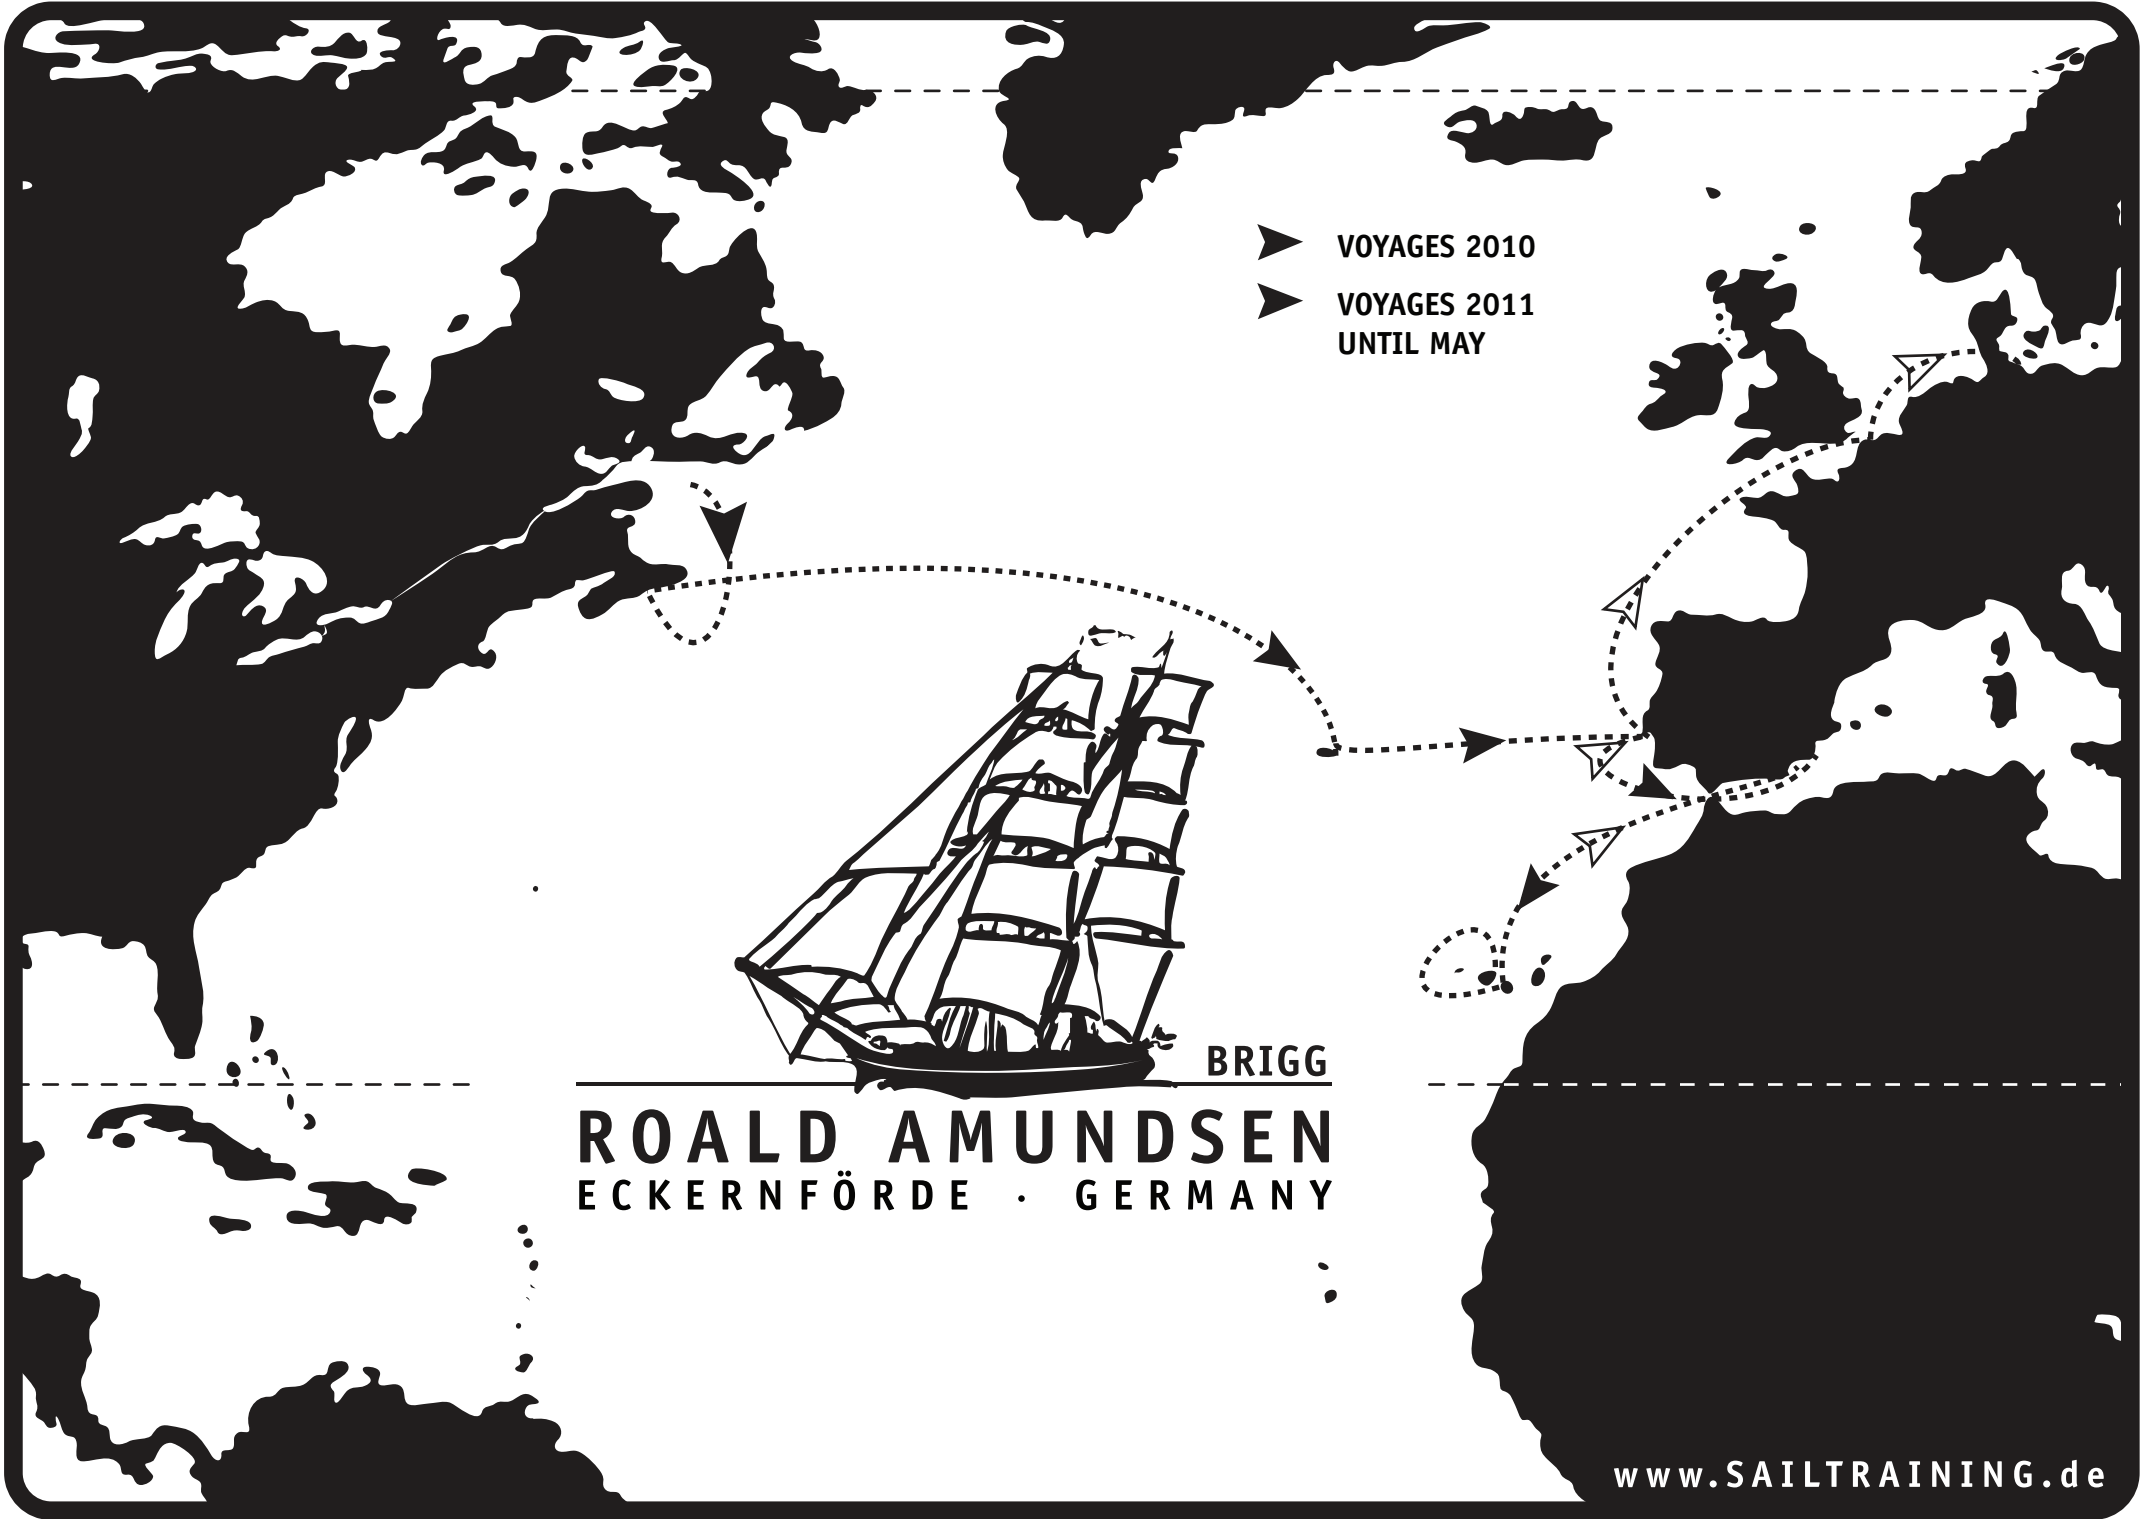 VOYAGES 2010
VOYAGES 2011
UNTIL MAY
BRIGG
ROALD AMUNDSEN
ECKERNFÖRDE · GERMANY
www.SAILTRAINING.de